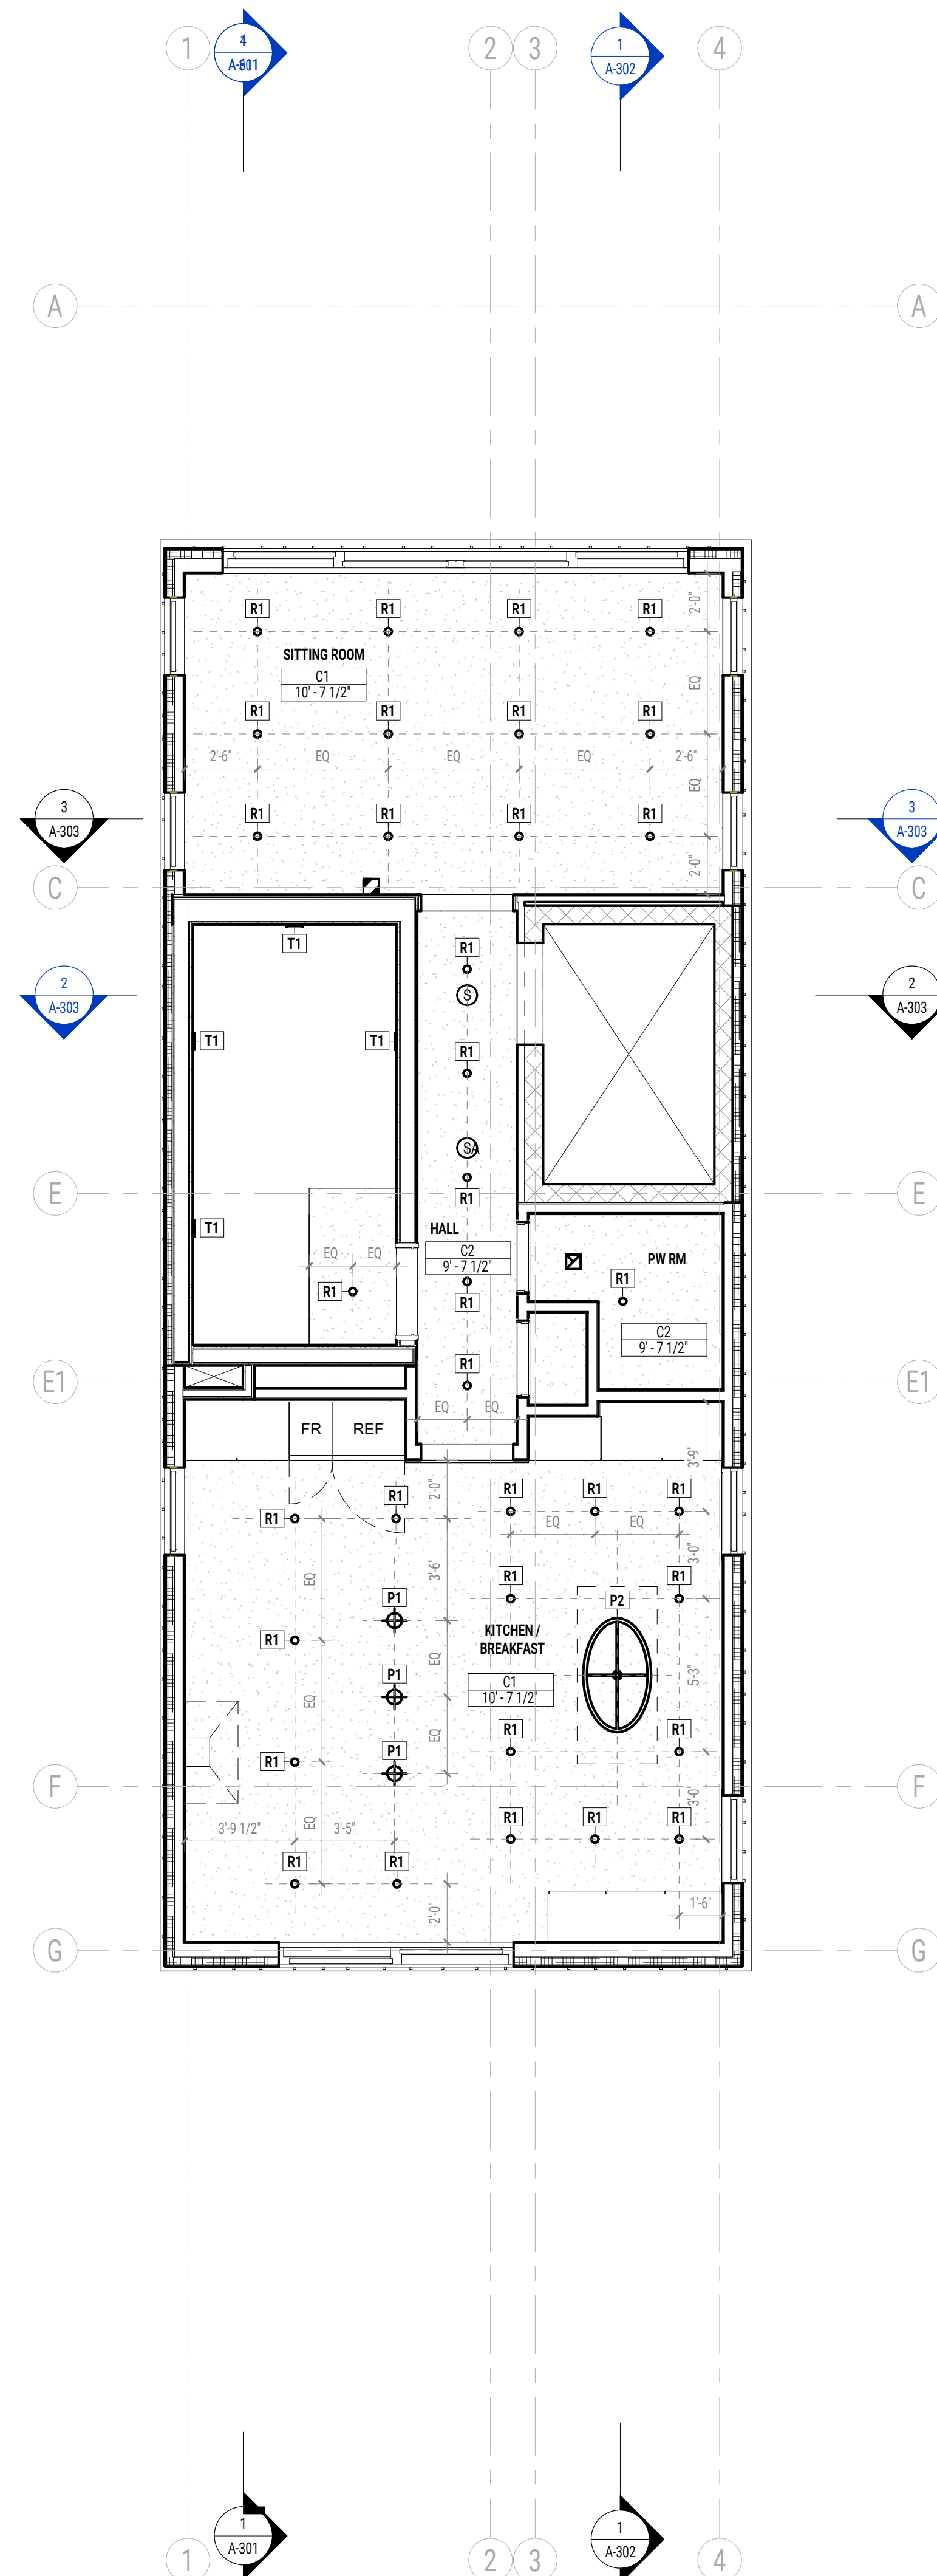 1
4
2
3
1
4
A-302
A
A
R1
R1
R1
R1
2'-0"
SITTING ROOM
C1
10' - 7 1/2"
EQ
R1
R1
R1
R1
2'-6"
EQ
EQ
EQ
2'-6"
EQ
R1
R1
R1
R1
3
A-303
3
A-303
2'-0"
C
C
T1
R1
S
2
A-303
2
A-303
T1
T1
R1
SA
E
R1
E
T1
HALL
C2
9' - 7 1/2"
EQ
EQ
PW RM
R1
R1
R1
C2
9' - 7 1/2"
R1
E1
E1
EQ
EQ
FR
REF
3'-9"
2'-0"
R1
R1
R1
R1
R1
EQ
EQ
3'-0"
EQ
3'-6"
R1
R1
P1
P2
R1
KITCHEN /
BREAKFAST
EQ
P1
C1
10' - 7 1/2"
5'-3"
EQ
R1
P1
EQ
R1
R1
F
F
3'-0"
3'-9 1/2"
EQ
3'-5"
R1
R1
R1
R1
R1
2'-0"
1'-6"
G
G
1
A-301
1
A-302
1
2
3
4